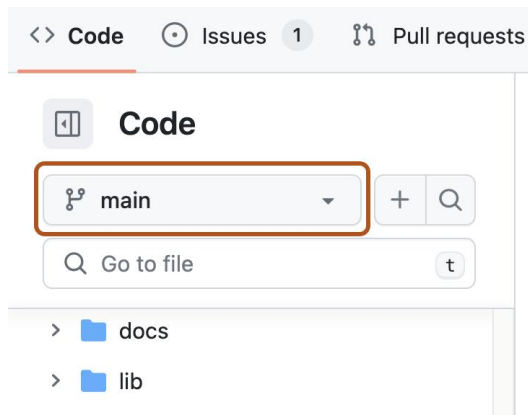 Code Issues 1 Pull requests
Code
main
Go to file t
docs
lib